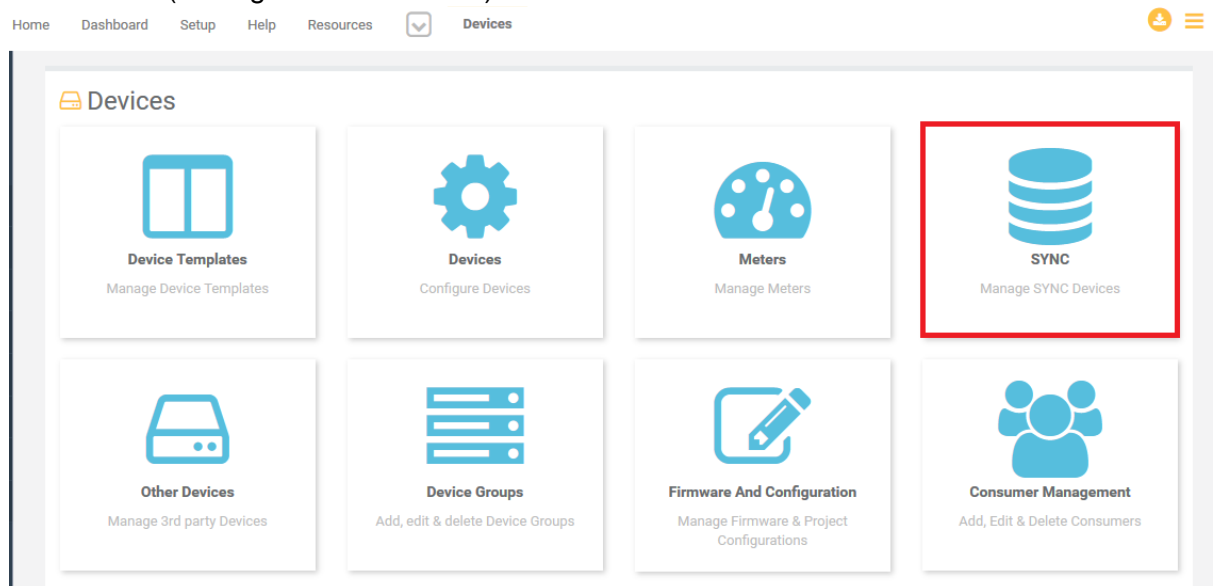 Home Dashboard Setup Help Resources Devices
Devices
Device Templates
Manage Device Templates
Devices
Configure Devices
Meters
Manage Meters
SYNC
Manage SYNC Devices
Other Devices
Manage 3rd party Devices
Device Groups
Add, edit & delete Device Groups
Firmware And Configuration
Manage Firmware & Project
Configurations
Consumer Management
Add, Edit & Delete Consumers